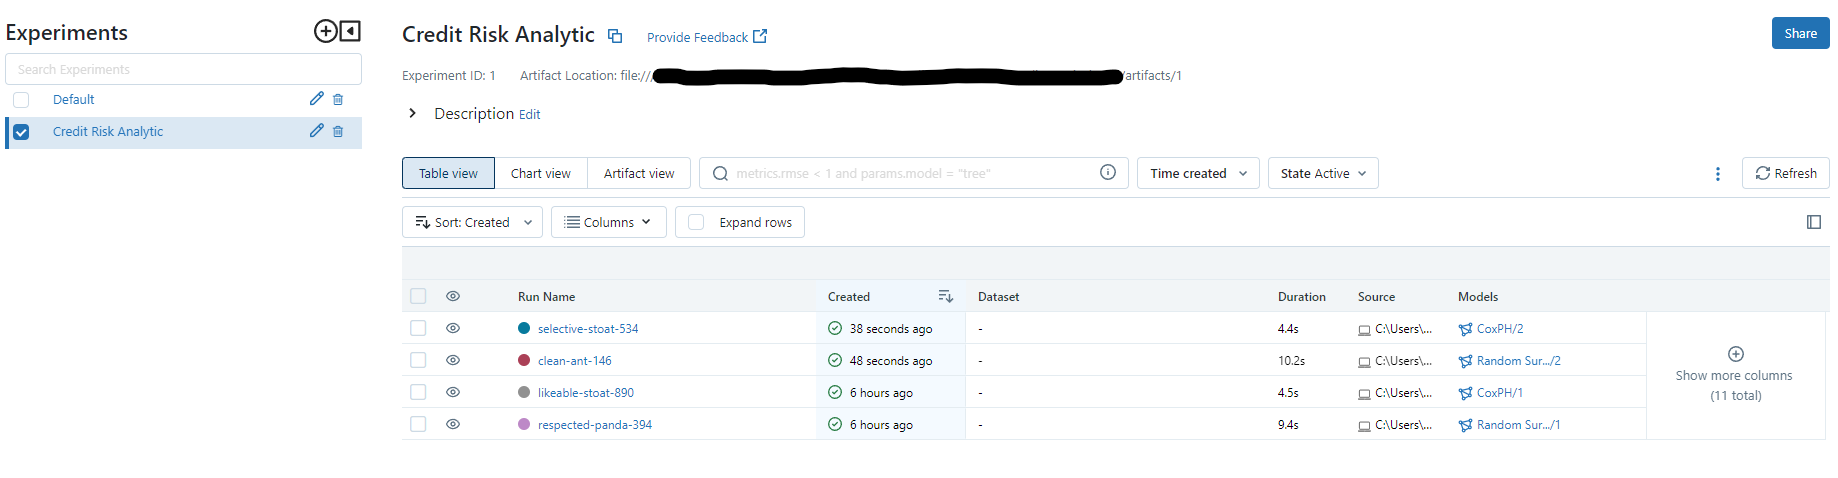 Experiments
Search Experiments
Default
Credit Risk Analytic
Credit Risk Analytic
Provide Feedback
Share
Experiment ID: 1
Artifact Location: file:///
/artifacts/1
Description Edit
Table view
Chart view
Artifact view
metrics.rmse < 1 and params.model = "tree"
Time created
State Active
Refresh
Sort: Created
Columns
Expand rows
Run Name Created Dataset Duration Source Models
selective-stoat-534 38 seconds ago - 4.4s C:\Users\... CoxPH/2
clean-ant-146 48 seconds ago - 10.2s C:\Users\... Random Sur.../2
likeable-stoat-890 6 hours ago - 4.5s C:\Users\... CoxPH/1
respected-panda-394 6 hours ago - 9.4s C:\Users\... Random Sur.../1
Show more columns
(11 total)